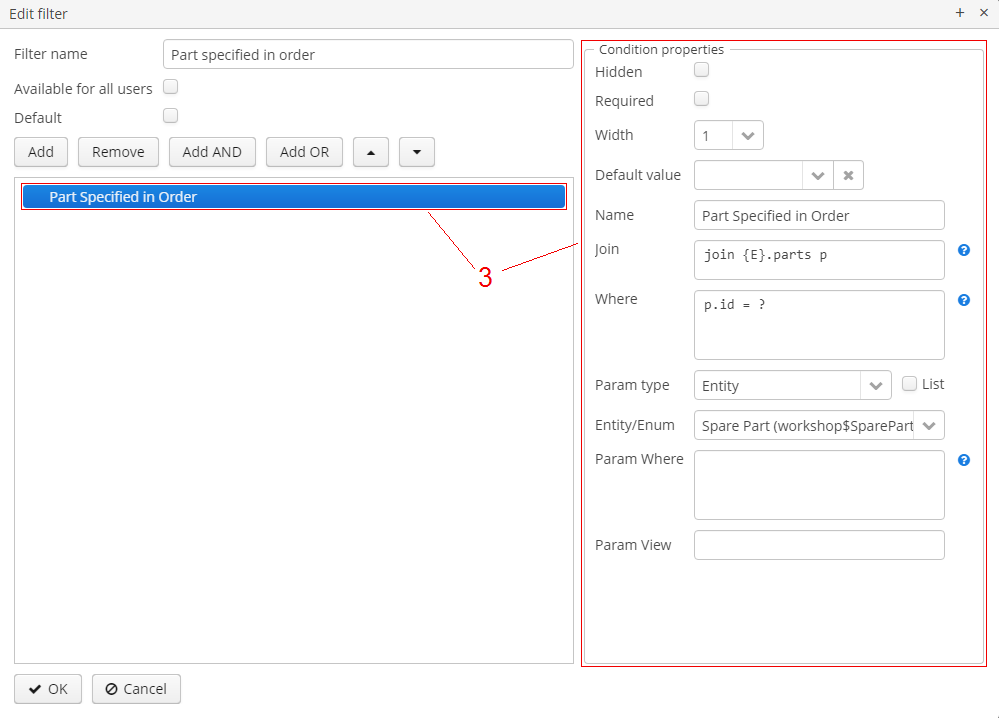 Edit filter + ×
Filter name Part specified in order
Available for all users
Default
Add Remove Add AND Add OR
Part Specified in Order
3
Condition properties
Hidden
Required
Width 1
Default value
Name Part Specified in Order
Join join {E}.parts p ?
Where p.id = ? ?
Param type Entity List
Entity/Enum Spare Part (workshop$SparePart
Param Where ?
Param View
OK Cancel